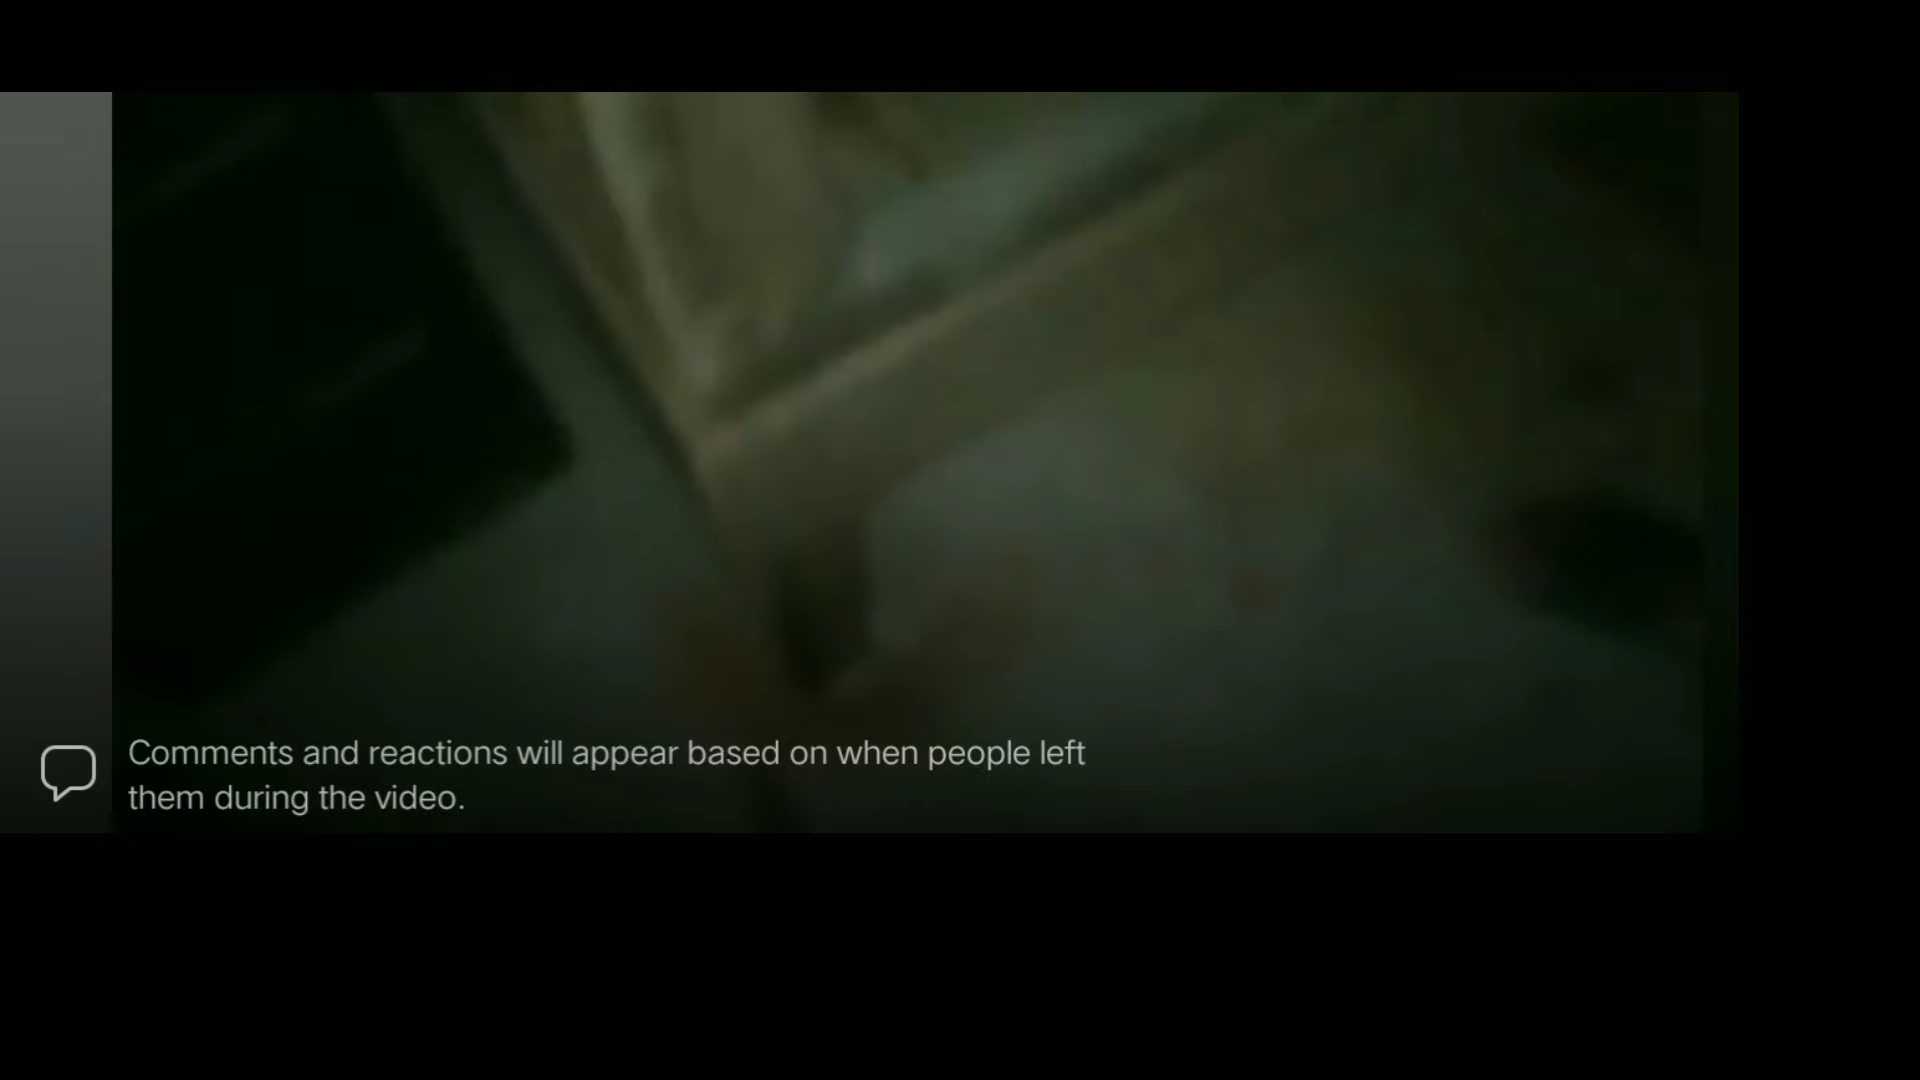 Comments and reactions will appear based on when people left
them during the video.